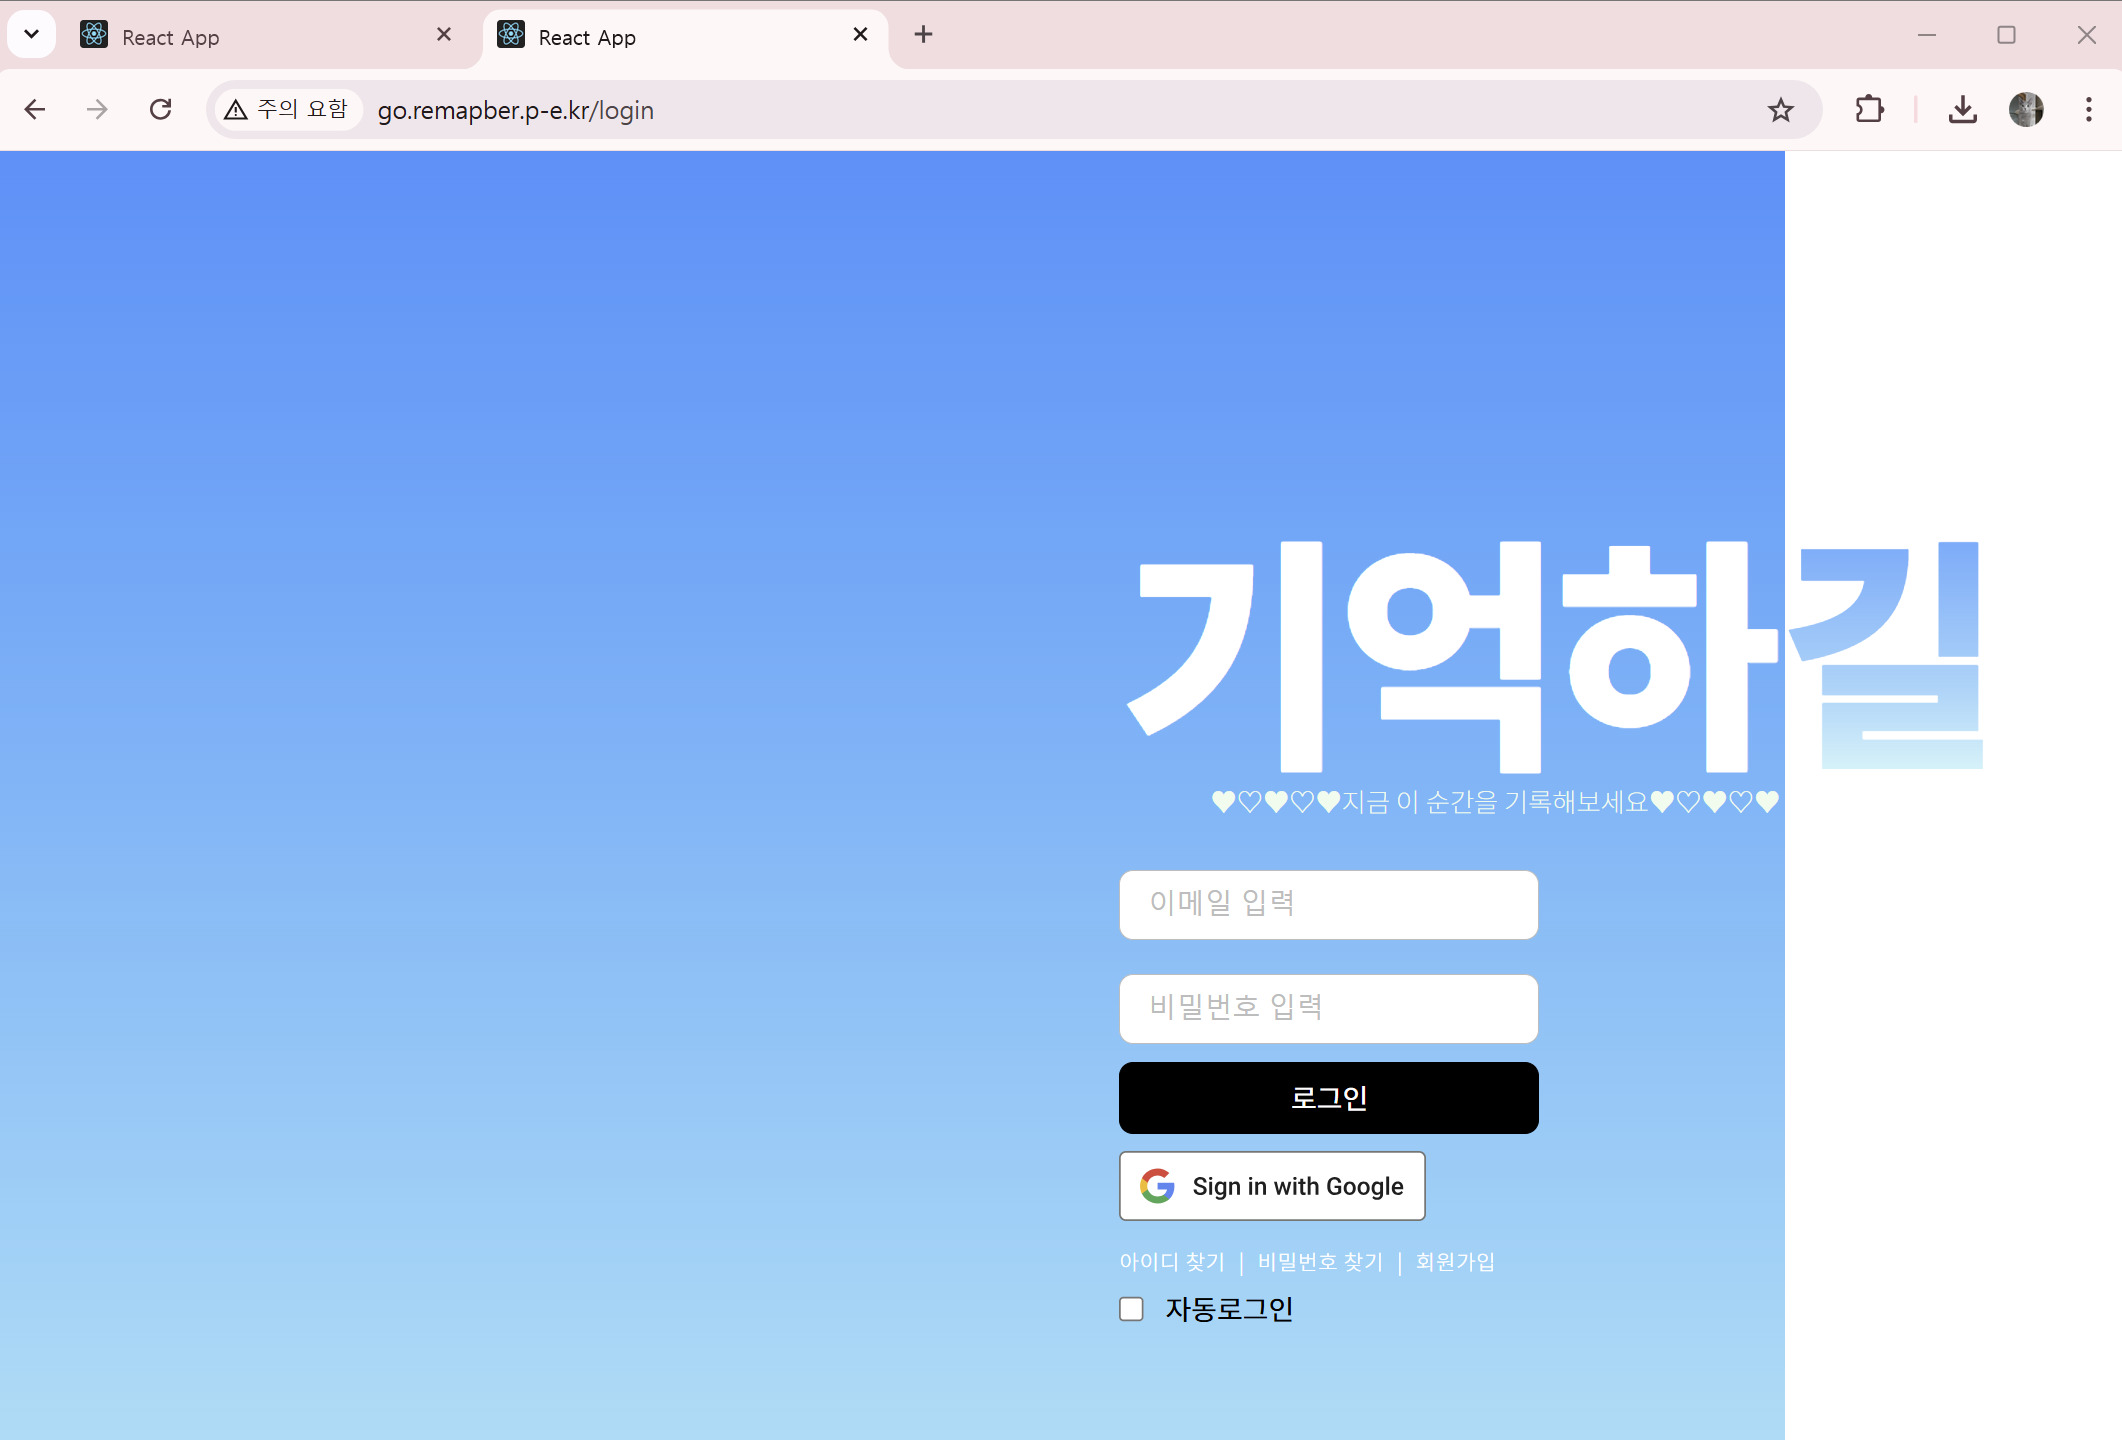 React App
React App
주의 요함
go.remapber.p-e.kr/login
기억하길
♥♡♥♡♥지금 이 순간을 기록해보세요♥♡♥♡♥
이메일 입력
비밀번호 입력
로그인
Sign in with Google
아이디 찾기 | 비밀번호 찾기 | 회원가입
자동로그인